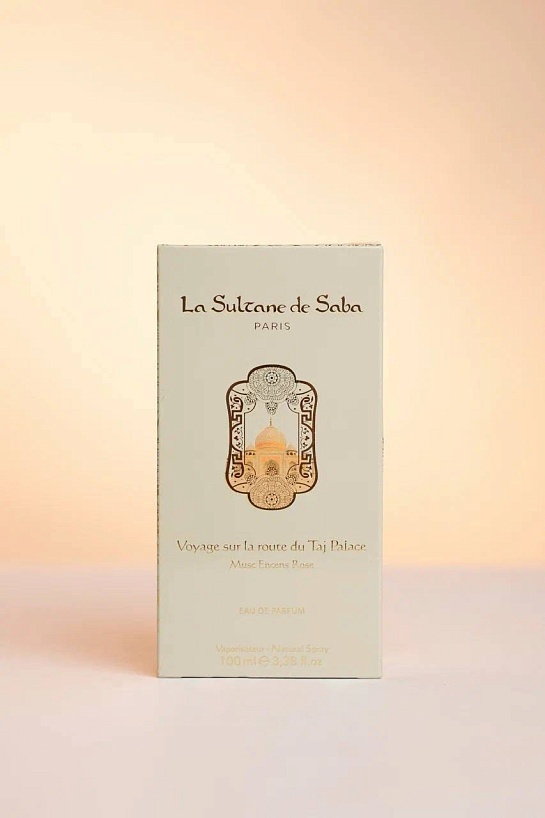 La Sultane de Saba
PARIS
Voyage sur la route du Taj Palace
Musc Encens Rose
EAU DE PARFUM
Vaporisateur - Natural Spray
100 ml ℮ 3,38 fl.oz